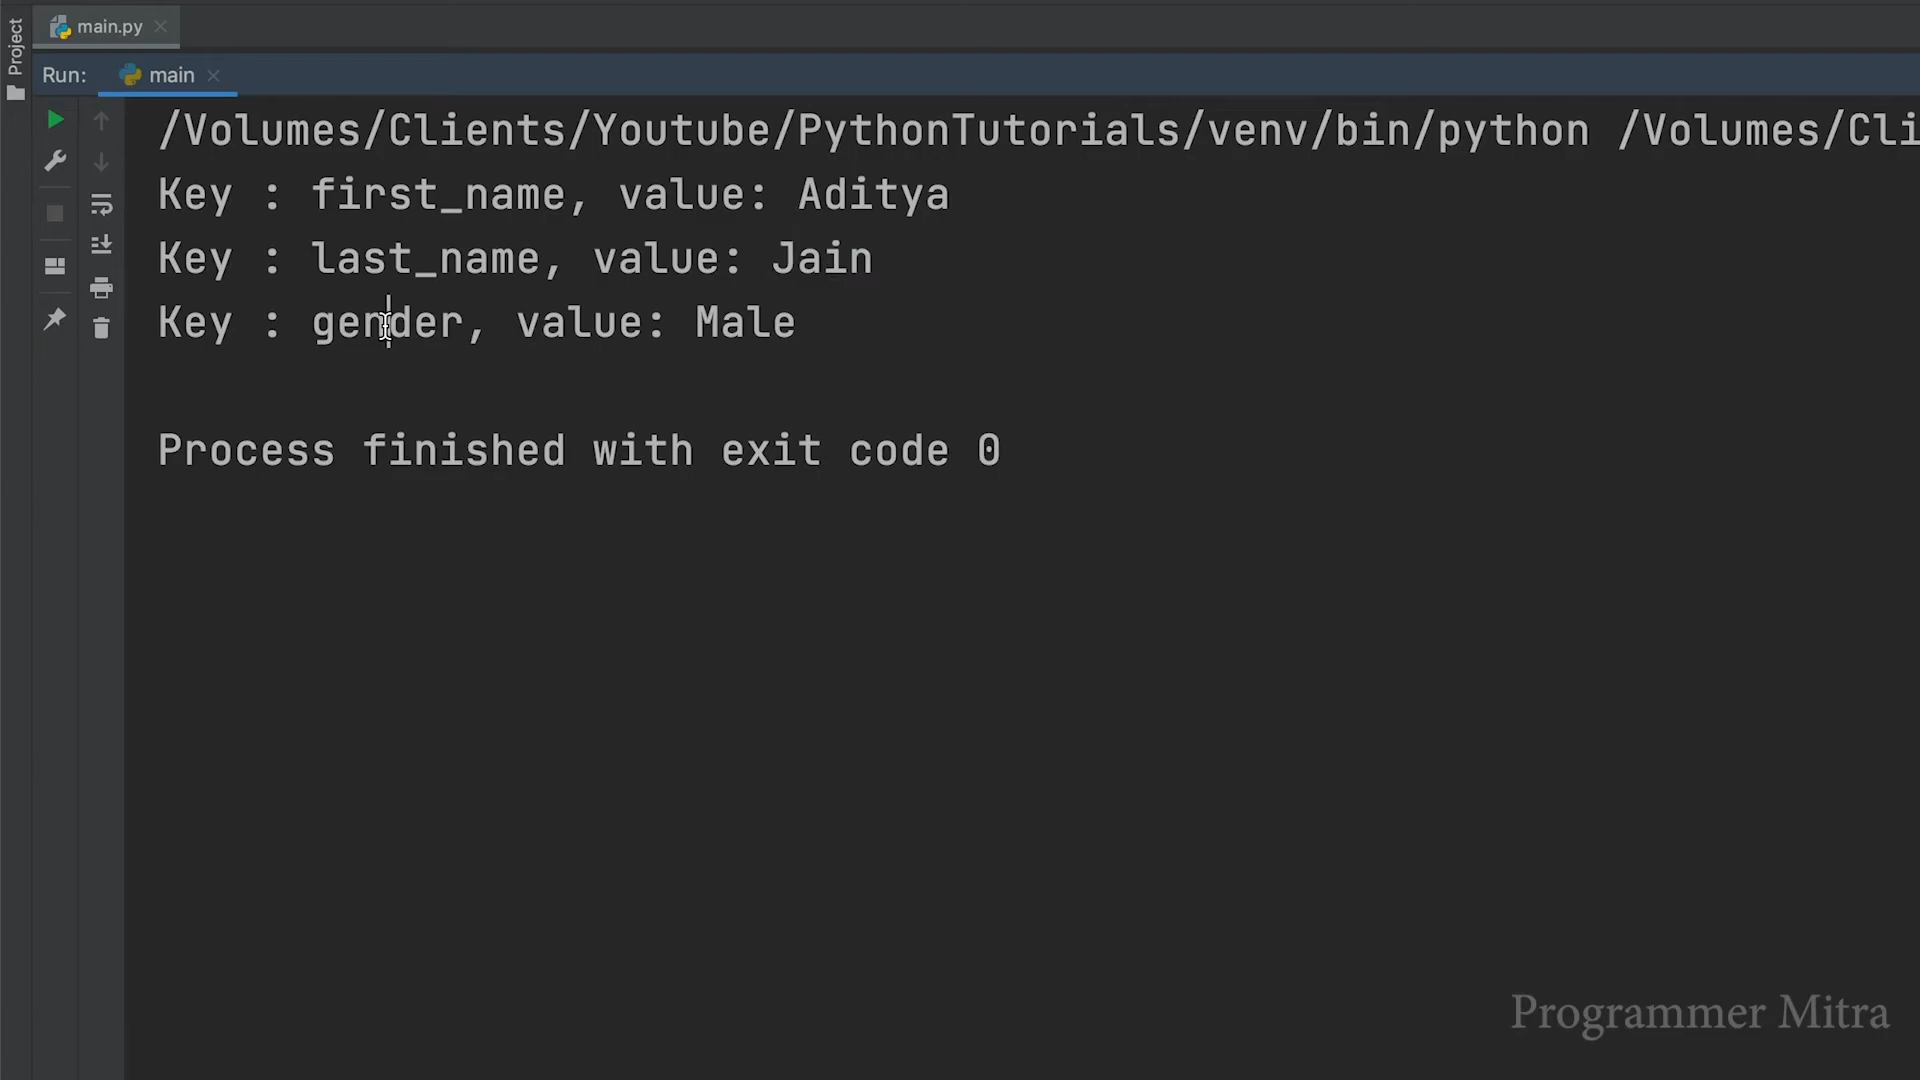 Project
main.py
Run: main
/Volumes/Clients/Youtube/PythonTutorials/venv/bin/python /Volumes/Cli
Key : first_name, value: Aditya
Key : last_name, value: Jain
Key : gender, value: Male
Process finished with exit code 0
Programmer Mitra